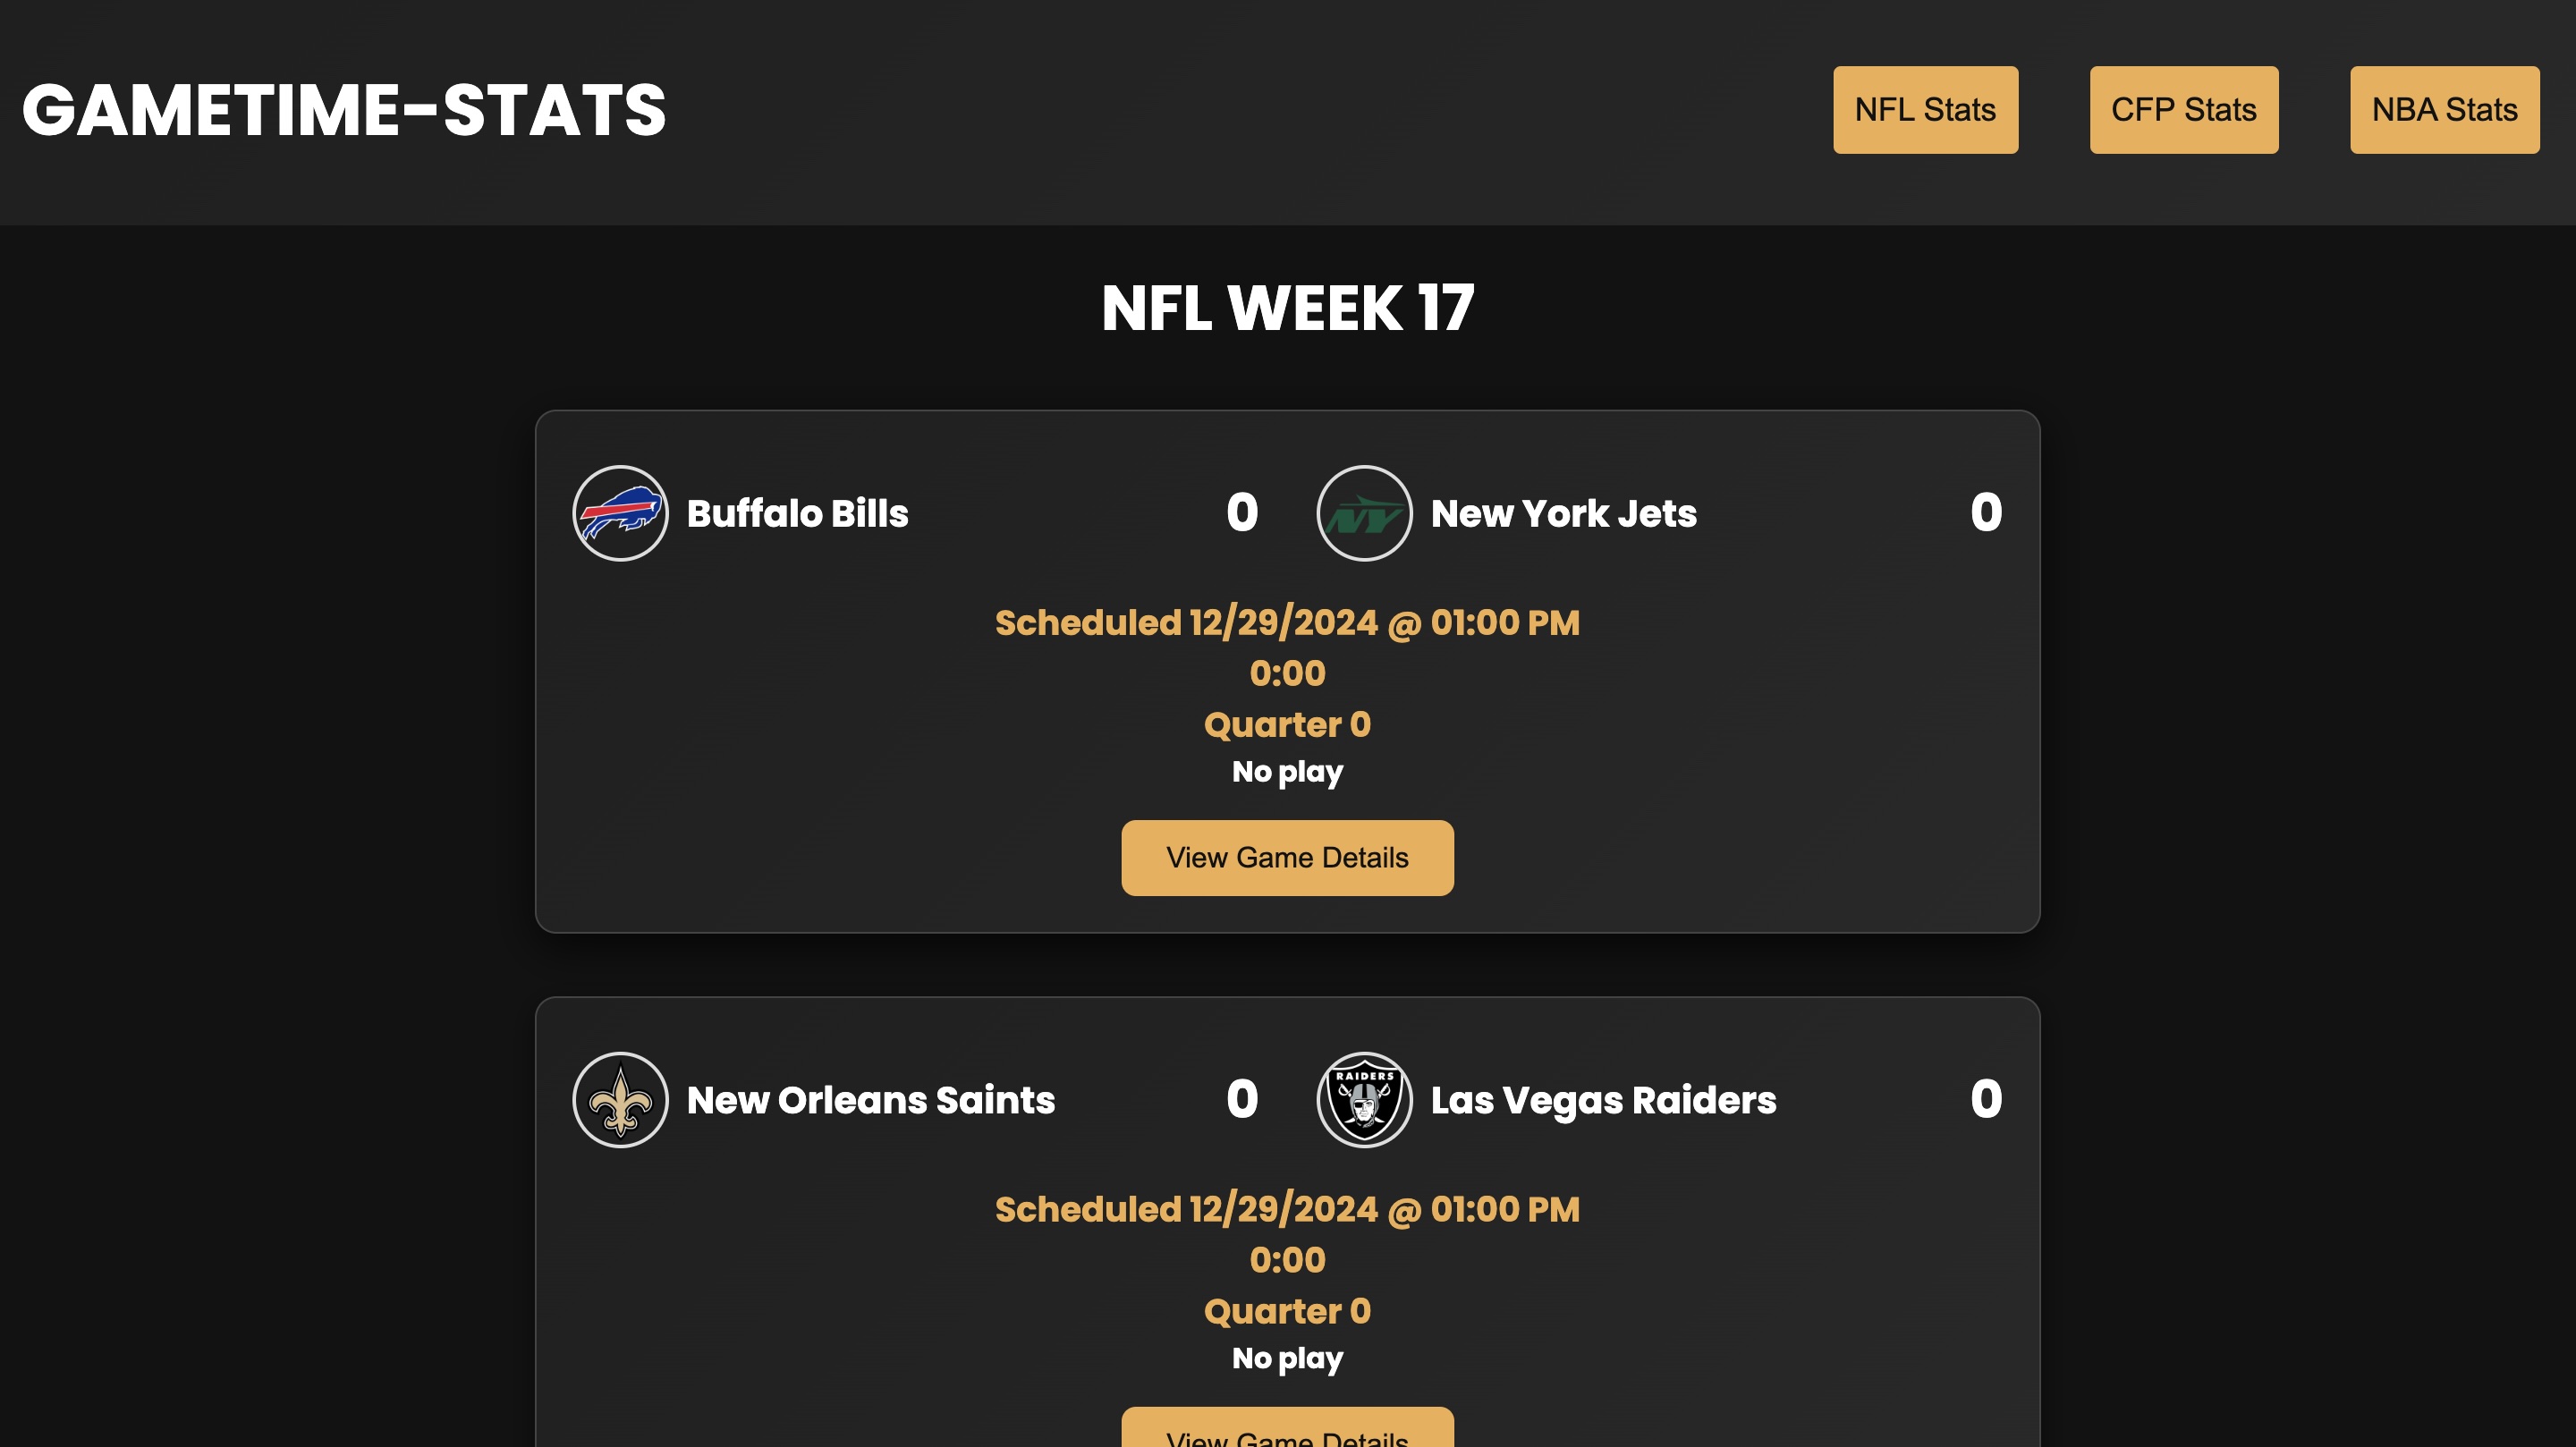 GAMETIME-STATS
NFL Stats
CFP Stats
NBA Stats
NFL WEEK 17
Buffalo Bills 0 NY New York Jets 0
Scheduled 12/29/2024 @ 01:00 PM
0:00
Quarter 0
No play
View Game Details
New Orleans Saints 0 RAIDERS Las Vegas Raiders 0
Scheduled 12/29/2024 @ 01:00 PM
0:00
Quarter 0
No play
View Game Details